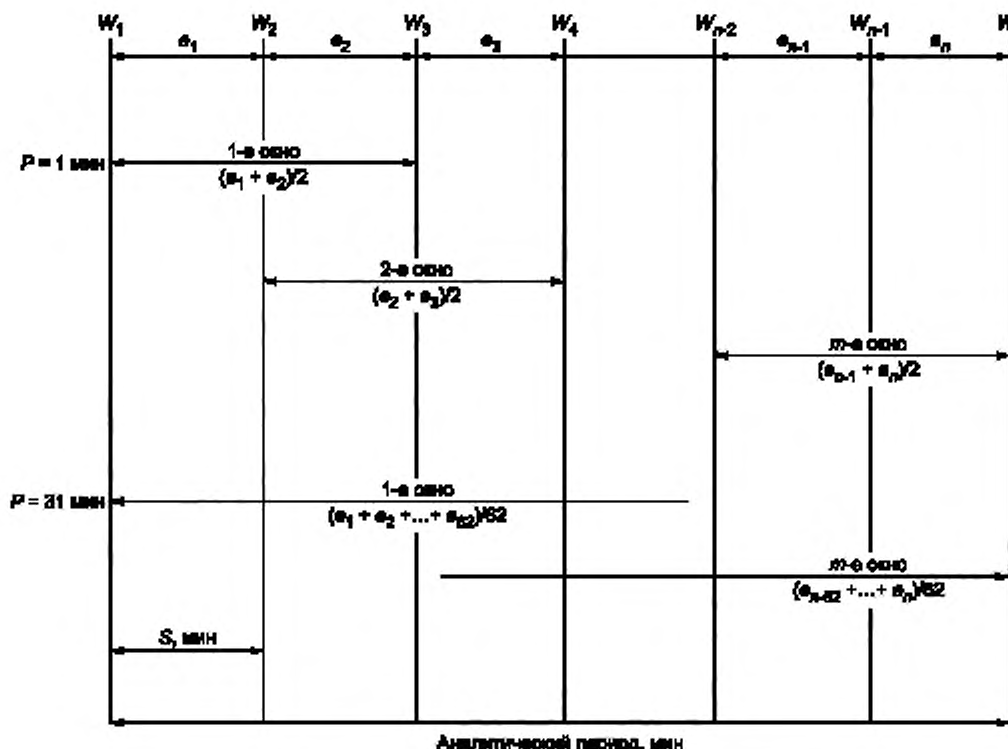 W₁ W₂ W₃ W₄ Wₙ₋₂ Wₙ₋₁ W
e₁ e₂ e₃ eₙ₋₁ eₙ
P = 1 мин
1-е окно
(e₁ + e₂)/2
2-е окно
(e₂ + e₃)/2
m-е окно
(eₙ₋₁ + eₙ)/2
P = 31 мин
1-е окно
(e₁ + e₂ +...+ e₆₂)/62
m-е окно
(eₙ₋₆₂ +...+ eₙ)/62
S, мин
Аналитический период, мин